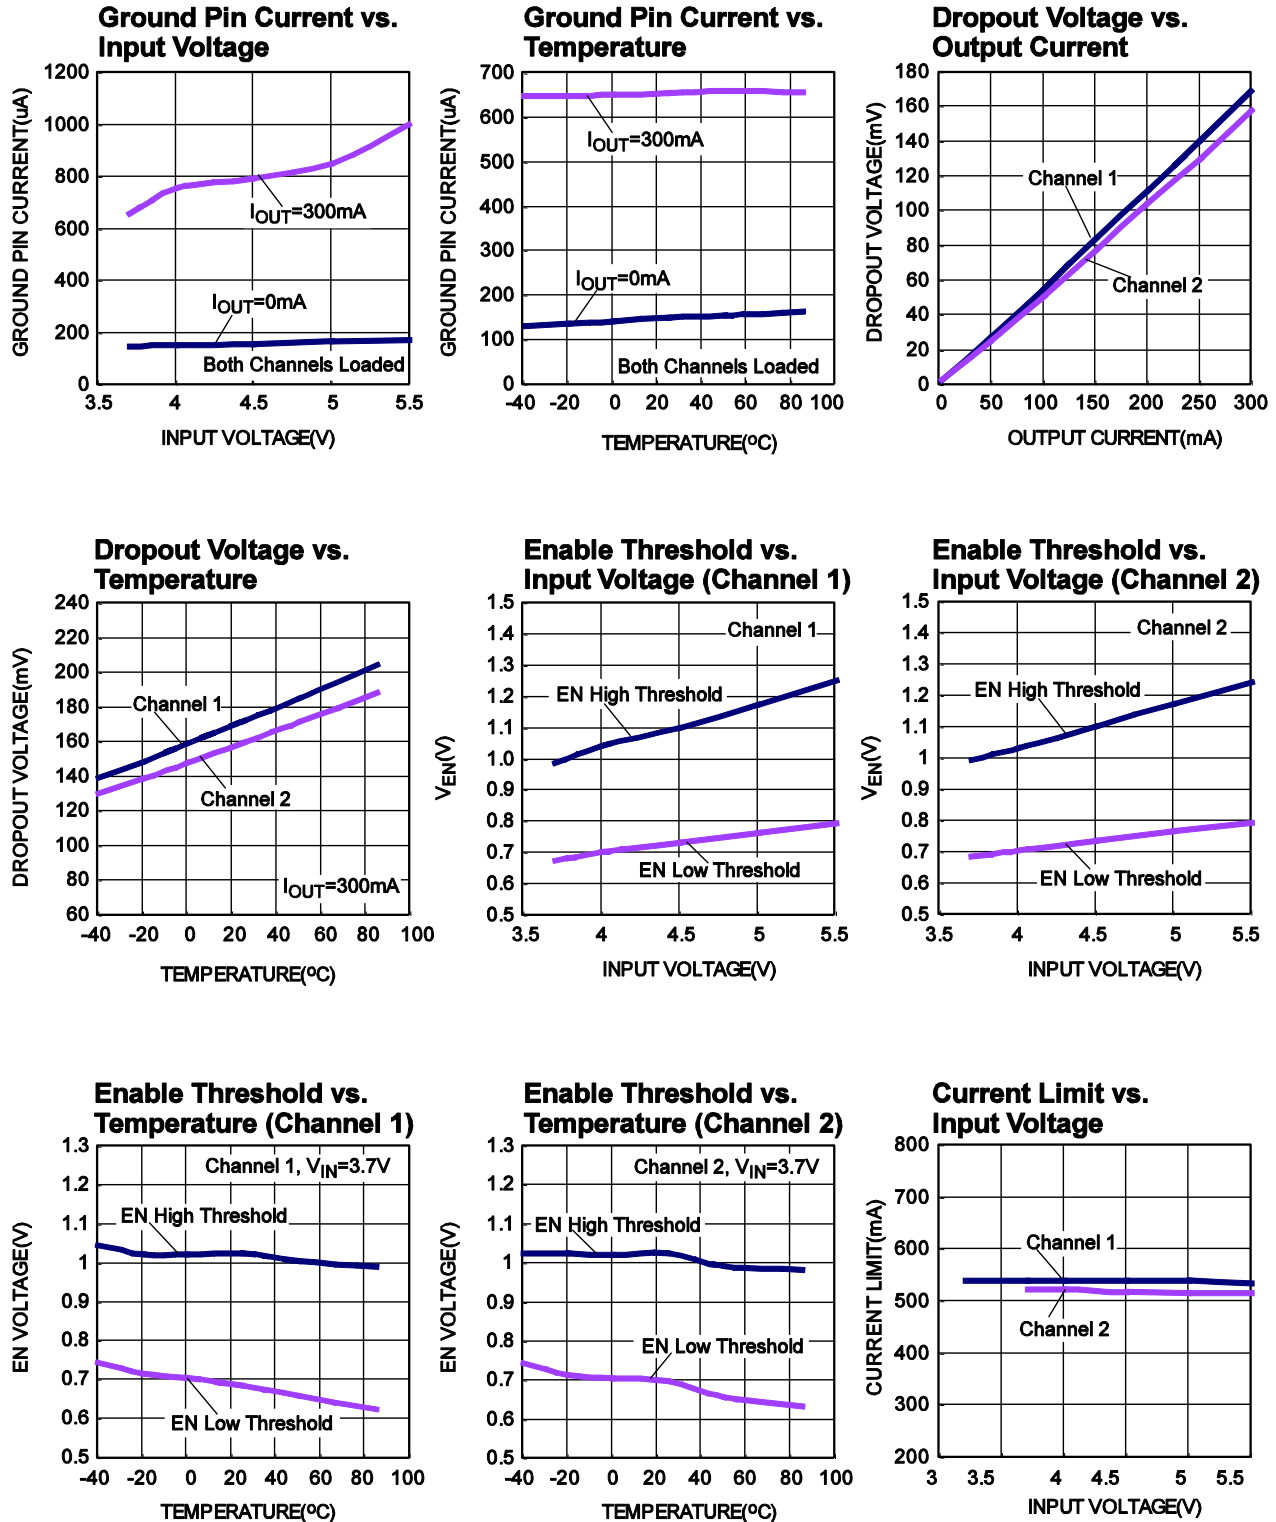 Ground Pin Current vs.
Input Voltage
1200
1000
800
600
400
200
0
GROUND PIN CURRENT(uA)
IOUT=300mA
IOUT=0mA
Both Channels Loaded
3.5 4 4.5 5 5.5
INPUT VOLTAGE(V)
Ground Pin Current vs.
Temperature
700
600
500
400
300
200
100
0
GROUND PIN CURRENT(uA)
IOUT=300mA
IOUT=0mA
Both Channels Loaded
-40 -20 0 20 40 60 80 100
TEMPERATURE(ºC)
Dropout Voltage vs.
Output Current
180
160
140
120
100
80
60
40
20
0
DROPOUT VOLTAGE(mV)
Channel 1
Channel 2
0 50 100 150 200 250 300
OUTPUT CURRENT(mA)
Dropout Voltage vs.
Temperature
240
220
200
180
160
140
120
100
80
60
DROPOUT VOLTAGE(mV)
Channel 1
Channel 2
IOUT=300mA
-40 -20 0 20 40 60 80 100
TEMPERATURE(ºC)
Enable Threshold vs.
Input Voltage (Channel 1)
1.5
1.4
1.3
1.2
1.1
1.0
0.9
0.8
0.7
0.6
0.5
VEN(V)
Channel 1
EN High Threshold
EN Low Threshold
3.5 4 4.5 5 5.5
INPUT VOLTAGE(V)
Enable Threshold vs.
Input Voltage (Channel 2)
1.5
1.4
1.3
1.2
1.1
1
0.9
0.8
0.7
0.6
0.5
VEN(V)
Channel 2
EN High Threshold
EN Low Threshold
3.5 4 4.5 5 5.5
INPUT VOLTAGE(V)
Enable Threshold vs.
Temperature (Channel 1)
1.3
1.2
1.1
1
0.9
0.8
0.7
0.6
0.5
EN VOLTAGE(V)
Channel 1, VIN=3.7V
EN High Threshold
EN Low Threshold
-40 -20 0 20 40 60 80 100
TEMPERATURE(ºC)
Enable Threshold vs.
Temperature (Channel 2)
1.3
1.2
1.1
1
0.9
0.8
0.7
0.6
0.5
EN VOLTAGE(V)
Channel 2, VIN=3.7V
EN High Threshold
EN Low Threshold
-40 -20 0 20 40 60 80 100
TEMPERATURE(ºC)
Current Limit vs.
Input Voltage
800
700
600
500
400
300
200
CURRENT LIMIT(mA)
Channel 1
Channel 2
3 3.5 4 4.5 5 5.5
INPUT VOLTAGE(V)